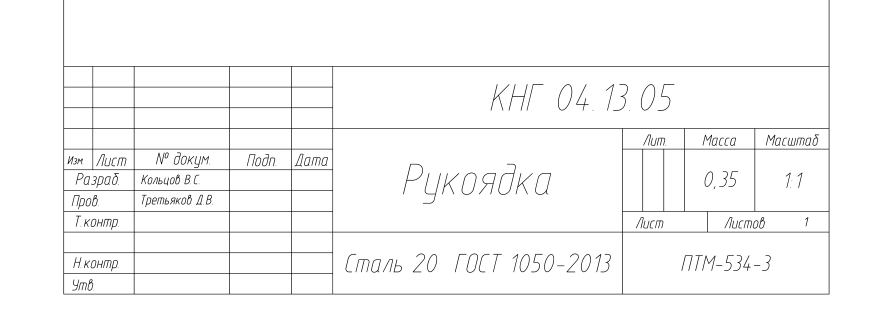 КНГ 04.13.05
Лит. Масса Масштаб
Изм Лист № докум. Подп. Дата
Рукоядка
Разраб. Кольцов В.С.
0,35 1:1
Пров. Третьяков Д.В.
Т.контр.
Лист Листов 1
Сталь 20 ГОСТ 1050-2013
ПТМ-534-3
Н.контр.
Утв